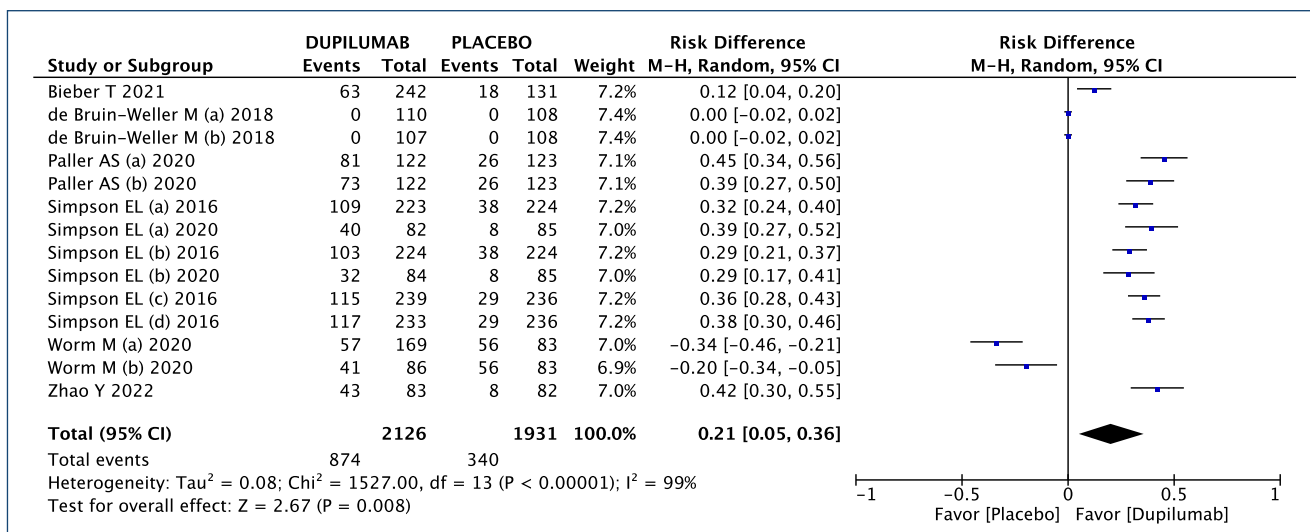 DUPILUMAB PLACEBO Risk Difference Risk Difference
Study or Subgroup Events Total Events Total Weight M-H, Random, 95% CI M-H, Random, 95% CI
Bieber T 2021 63 242 18 131 7.2% 0.12 [0.04, 0.20]
de Bruin-Weller M (a) 2018 0 110 0 108 7.4% 0.00 [-0.02, 0.02]
de Bruin-Weller M (b) 2018 0 107 0 108 7.4% 0.00 [-0.02, 0.02]
Paller AS (a) 2020 81 122 26 123 7.1% 0.45 [0.34, 0.56]
Paller AS (b) 2020 73 122 26 123 7.1% 0.39 [0.27, 0.50]
Simpson EL (a) 2016 109 223 38 224 7.2% 0.32 [0.24, 0.40]
Simpson EL (a) 2020 40 82 8 85 7.0% 0.39 [0.27, 0.52]
Simpson EL (b) 2016 103 224 38 224 7.2% 0.29 [0.21, 0.37]
Simpson EL (b) 2020 32 84 8 85 7.0% 0.29 [0.17, 0.41]
Simpson EL (c) 2016 115 239 29 236 7.2% 0.36 [0.28, 0.43]
Simpson EL (d) 2016 117 233 29 236 7.2% 0.38 [0.30, 0.46]
Worm M (a) 2020 57 169 56 83 7.0% -0.34 [-0.46, -0.21]
Worm M (b) 2020 41 86 56 83 6.9% -0.20 [-0.34, -0.05]
Zhao Y 2022 43 83 8 82 7.0% 0.42 [0.30, 0.55]
Total (95% CI) 2126 1931 100.0% 0.21 [0.05, 0.36]
Total events 874 340
Heterogeneity: Tau² = 0.08; Chi² = 1527.00, df = 13 (P < 0.00001); I² = 99%
Test for overall effect: Z = 2.67 (P = 0.008)
-1 -0.5 0 0.5 1
Favor [Placebo] Favor [Dupilumab]